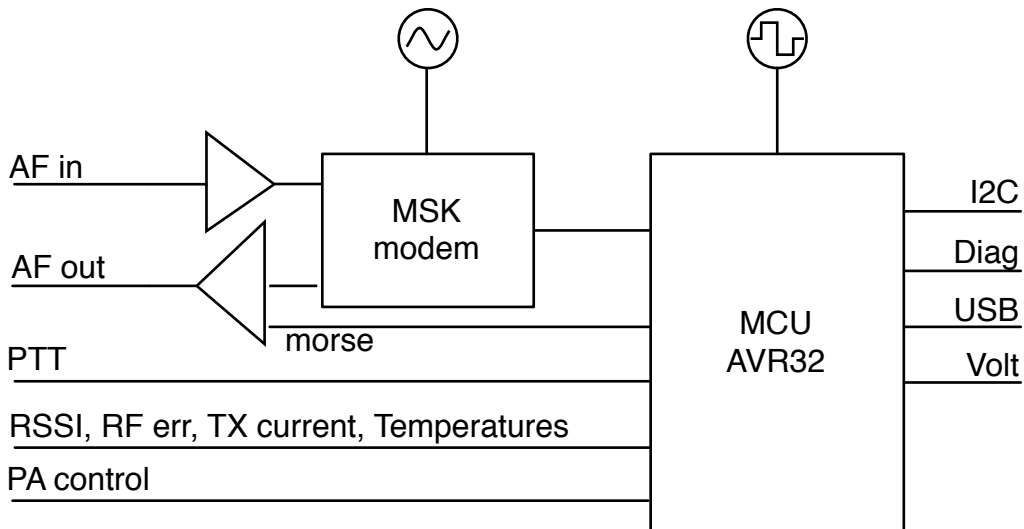 AF in
MSK
modem
I2C
AF out
Diag
USB
morse
MCU
AVR32
PTT
Volt
RSSI, RF err, TX current, Temperatures
PA control